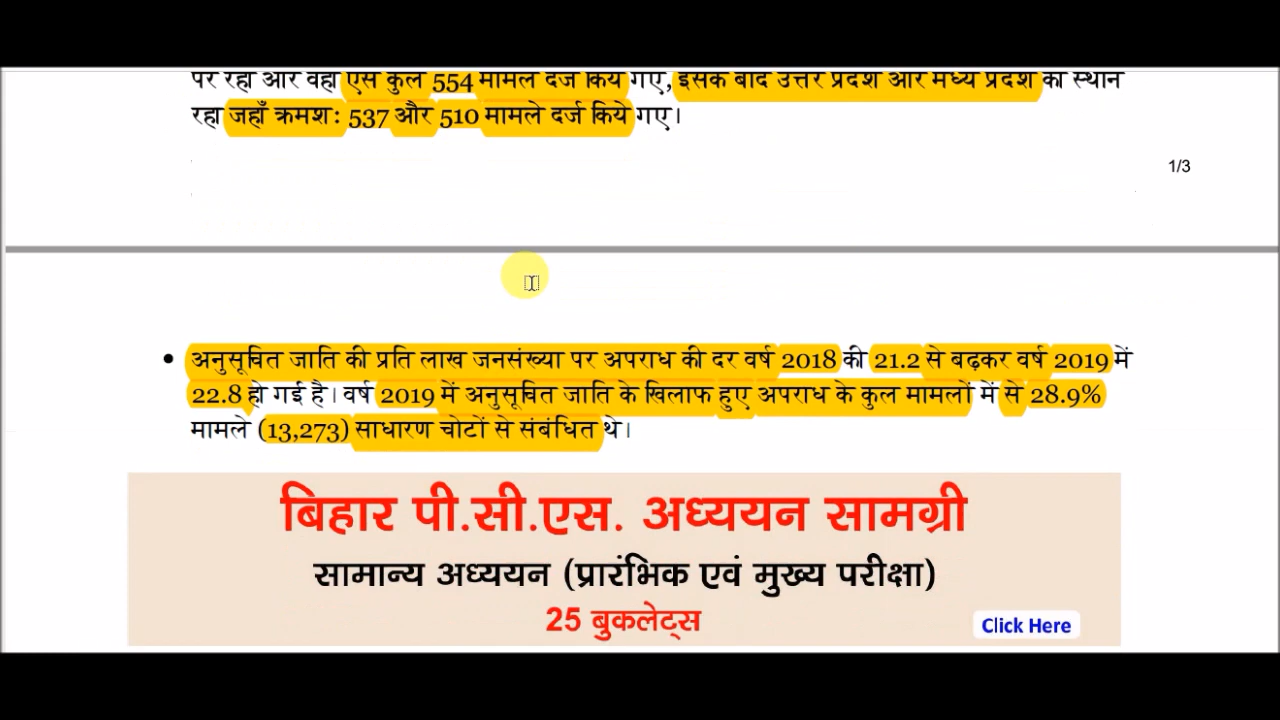 पर रहा और वहाँ ऐसे कुल 554 मामले दर्ज किये गए, इसके बाद उत्तर प्रदेश और मध्य प्रदेश का स्थान
रहा जहाँ क्रमश: 537 और 510 मामले दर्ज किये गए।
1/3
• अनुसूचित जाति की प्रति लाख जनसंख्या पर अपराध की दर वर्ष 2018 की 21.2 से बढ़कर वर्ष 2019 में
22.8 हो गई है। वर्ष 2019 में अनुसूचित जाति के खिलाफ हुए अपराध के कुल मामलों में से 28.9%
मामले (13,273) साधारण चोटों से संबंधित थे।
बिहार पी.सी.एस. अध्ययन सामग्री
सामान्य अध्ययन (प्रारंभिक एवं मुख्य परीक्षा)
25 बुकलेट्स
Click Here